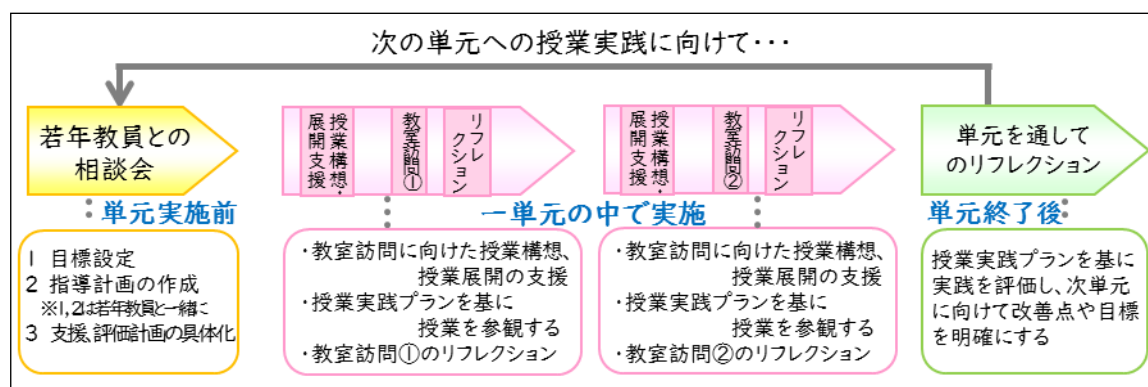 次の単元への授業実践に向けて・・・
若年教員との
相談会
授業構想・
展開支援
教室訪問①
リフレ
クション
授業構想・
展開支援
教室訪問②
リフレ
クション
単元を通して
のリフレクション
単元実施前
一単元の中で実施
単元終了後
1 目標設定
2 指導計画の作成
※1,2は若年教員と一緒に
3 支援、評価計画の具体化
・教室訪問に向けた授業構想、
授業展開の支援
・授業実践プランを基に
授業を参観する
・教室訪問①のリフレクション
・教室訪問に向けた授業構想、
授業展開の支援
・授業実践プランを基に
授業を参観する
・教室訪問②のリフレクション
授業実践プランを基に
実践を評価し、次単元
に向けて改善点や目標
を明確にする